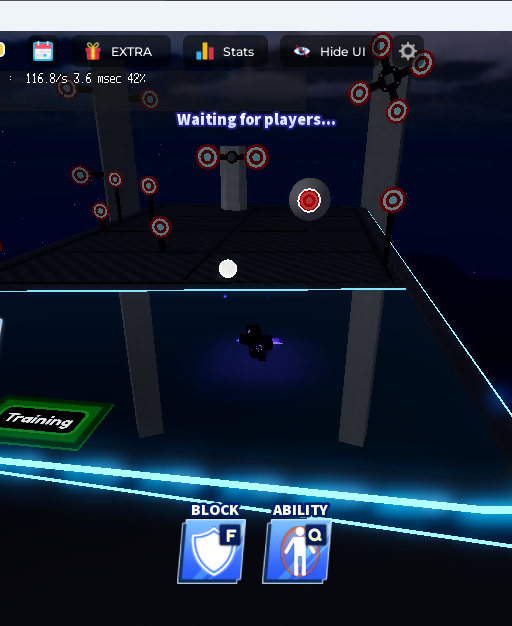 EXTRA
Stats
Hide UI
: 116.8/s 3.6 msec 42%
Waiting for players...
Training
BLOCK
ABILITY
F
Q